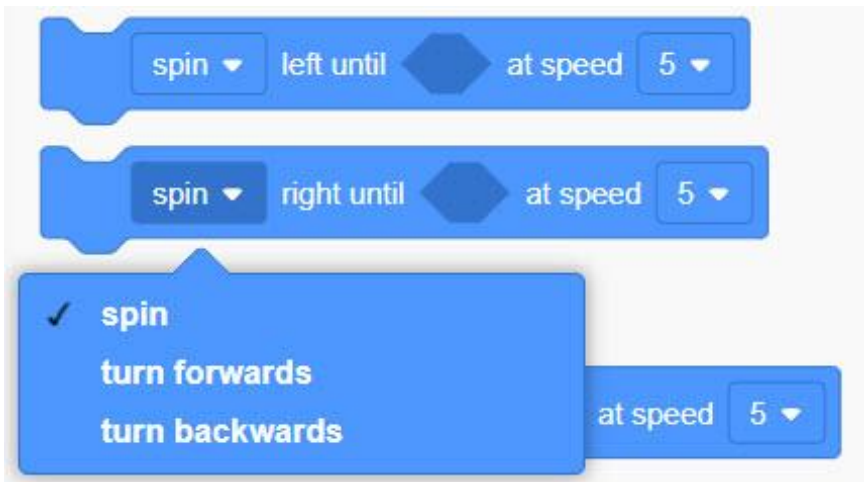 spin left until at speed 5
spin right until at speed 5
✓ spin
turn forwards
at speed 5
turn backwards